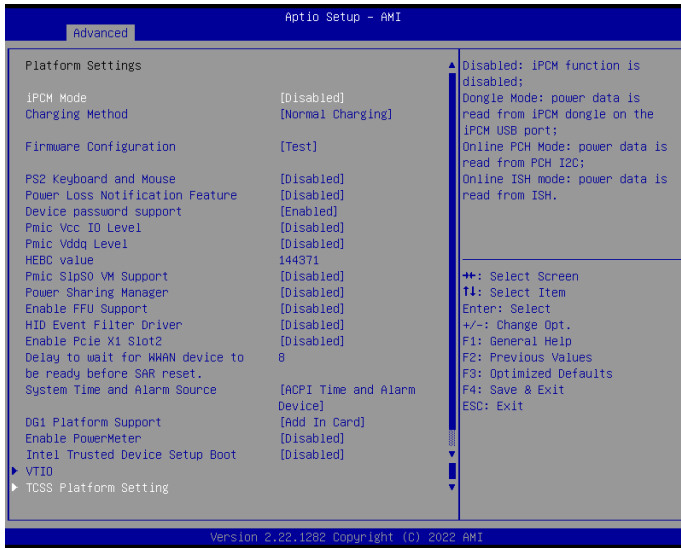 Aptio Setup - AMI
Advanced
Platform Settings
iPCM Mode [Disabled]
Charging Method [Normal Charging]
Firmware Configuration [Test]
PS2 Keyboard and Mouse [Disabled]
Power Loss Notification Feature [Disabled]
Device password support [Enabled]
Pmic Vcc IO Level [Disabled]
Pmic Vddq Level [Disabled]
HEBC value 144371
Pmic SlpS0 VM Support [Disabled]
Power Sharing Manager [Disabled]
Enable FFU Support [Disabled]
HID Event Filter Driver [Disabled]
Enable Pcie X1 Slot2 [Disabled]
Delay to wait for WWAN device to 8
be ready before SAR reset.
System Time and Alarm Source [ACPI Time and Alarm
Device]
DG1 Platform Support [Add In Card]
Enable PowerMeter [Disabled]
Intel Trusted Device Setup Boot [Disabled]
VTIO
TCSS Platform Setting
Disabled: iPCM function is
disabled;
Dongle Mode: power data is
read from iPCM dongle on the
iPCM USB port;
Online PCH Mode: power data is
read from PCH I2C;
Online ISH mode: power data is
read from ISH.
→←: Select Screen
↑↓: Select Item
Enter: Select
+/-: Change Opt.
F1: General Help
F2: Previous Values
F3: Optimized Defaults
F4: Save & Exit
ESC: Exit
Version 2.22.1282 Copyright (C) 2022 AMI